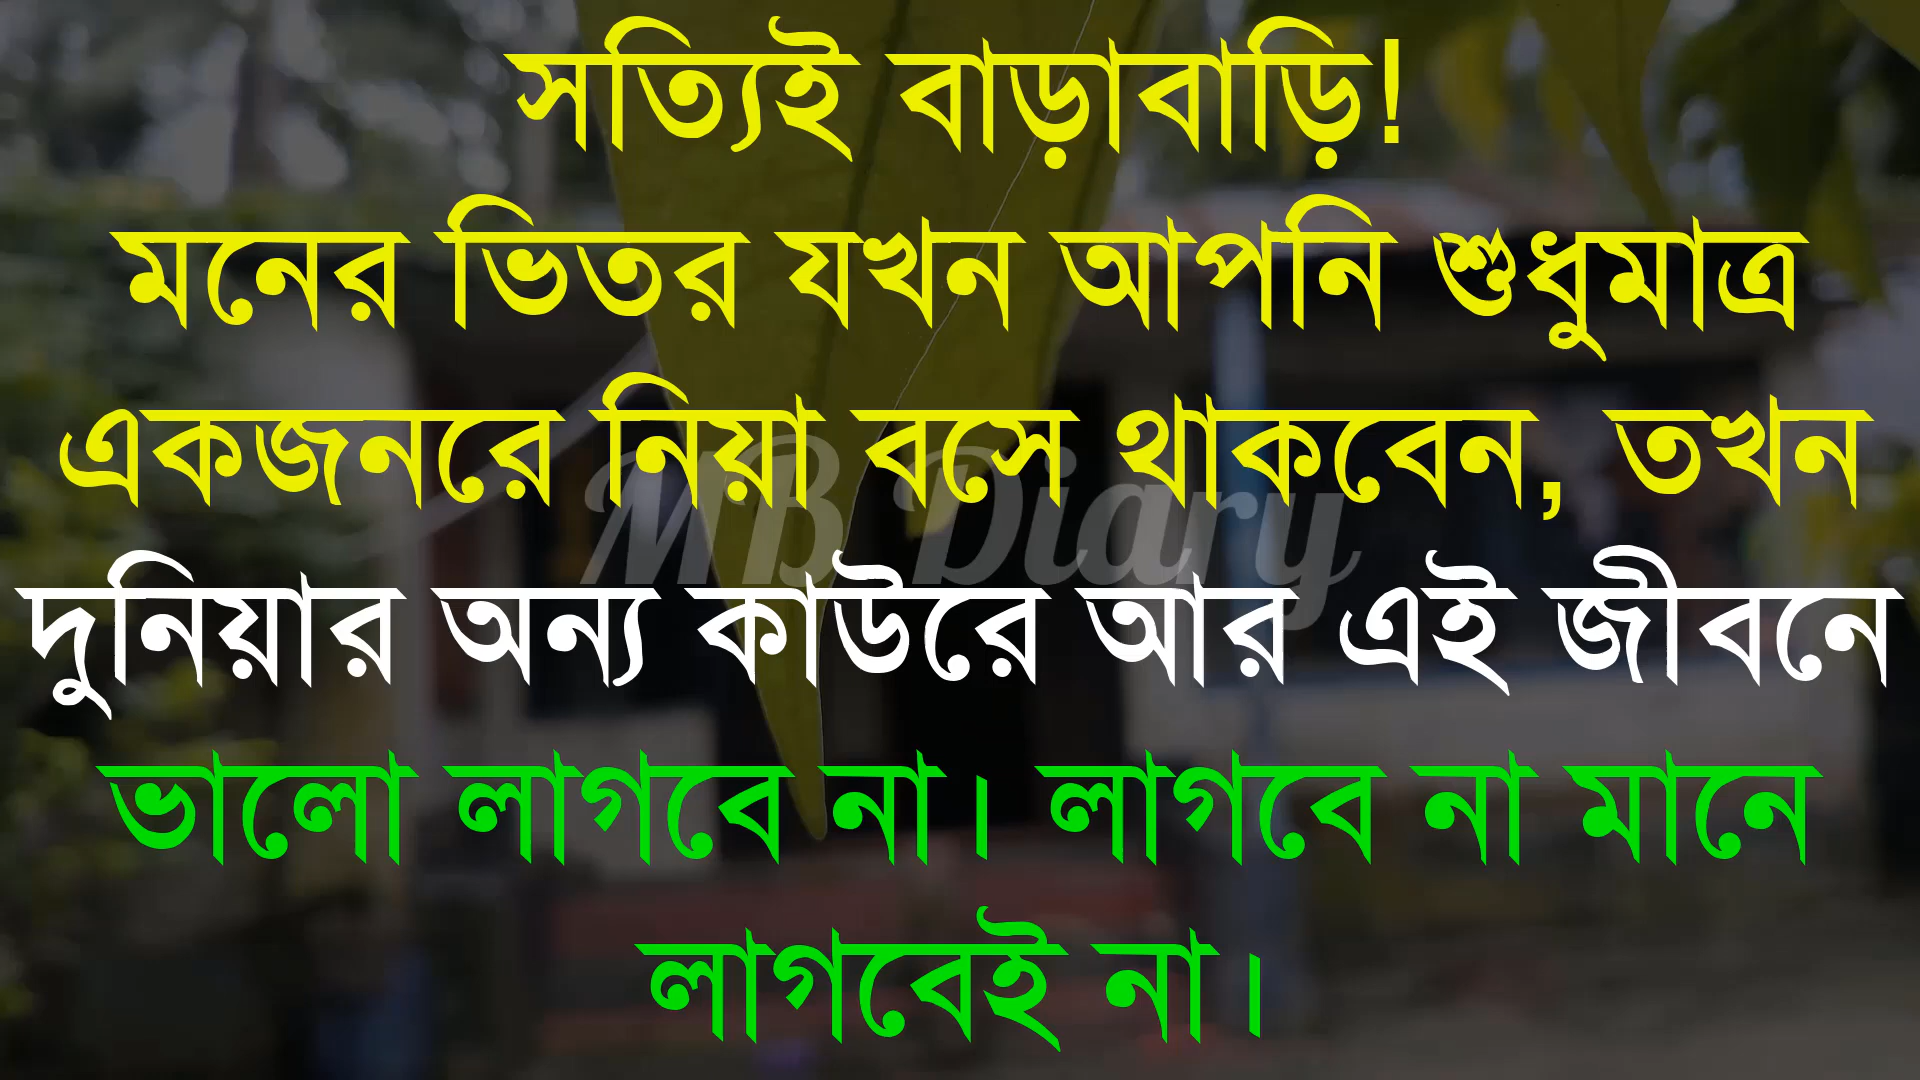 সত্যিই বাড়াবাড়ি!
মনের ভিতর যখন আপনি শুধুমাত্র
একজনরে নিয়া বসে থাকবেন, তখন
MB Diary
দুনিয়ার অন্য কাউরে আর এই জীবনে
ভালো লাগবে না। লাগবে না মানে
লাগবেই না।